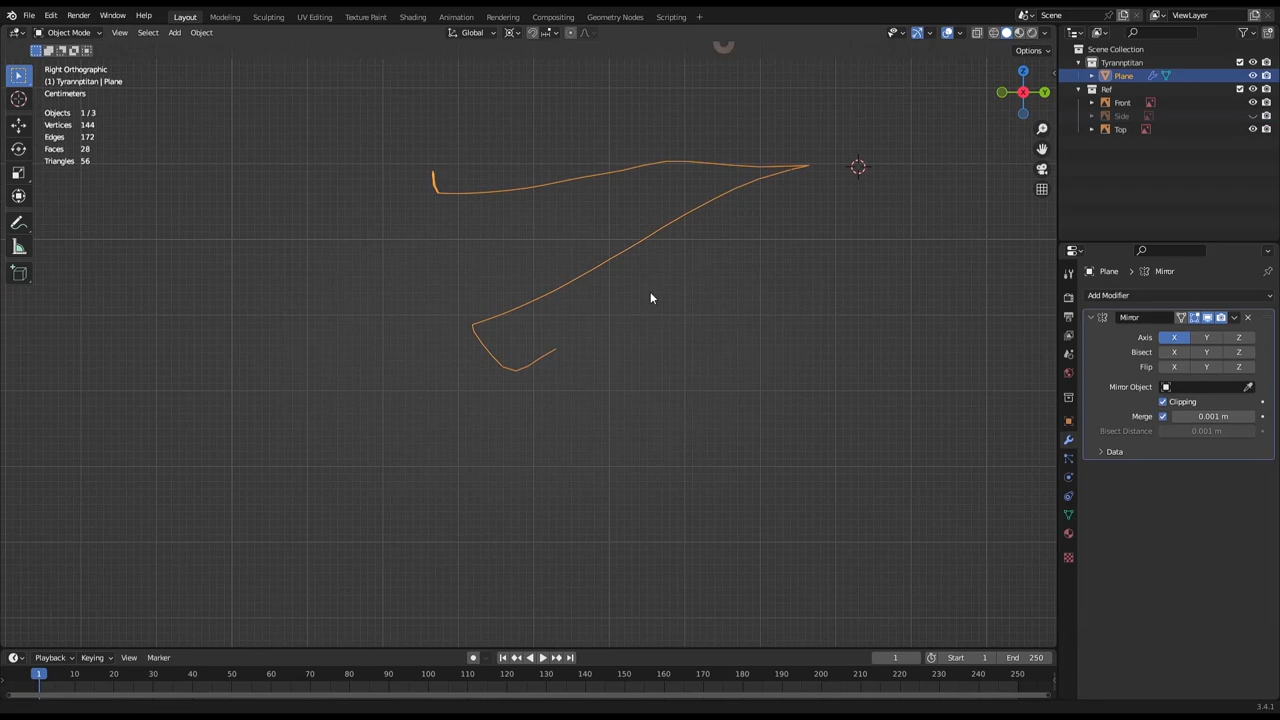 File Edit Render Window Help Layout Modeling Sculpting UV Editing Texture Paint Shading Animation Rendering Compositing Geometry Nodes Scripting + Scene ViewLayer
Object Mode View Select Add Object Global
Options
Right Orthographic
(1) Tyrannptitan | Plane
Centimeters
Objects 1/3
Vertices 144
Edges 172
Faces 28
Triangles 56
Z
X
Y
Scene Collection
Tyrannptitan
Plane
Ref
Front
Side
Top
Plane Mirror
Add Modifier
Mirror
Axis X Y Z
Bisect X Y Z
Flip X Y Z
Mirror Object
Clipping
Merge 0.001 m
Bisect Distance 0.001 m
Data
Playback Keying View Marker 1 Start 1 End 250
1 10 20 30 40 50 60 70 80 90 100 110 120 130 140 150 160 170 180 190 200 210 220 230 240 250
3.4.1